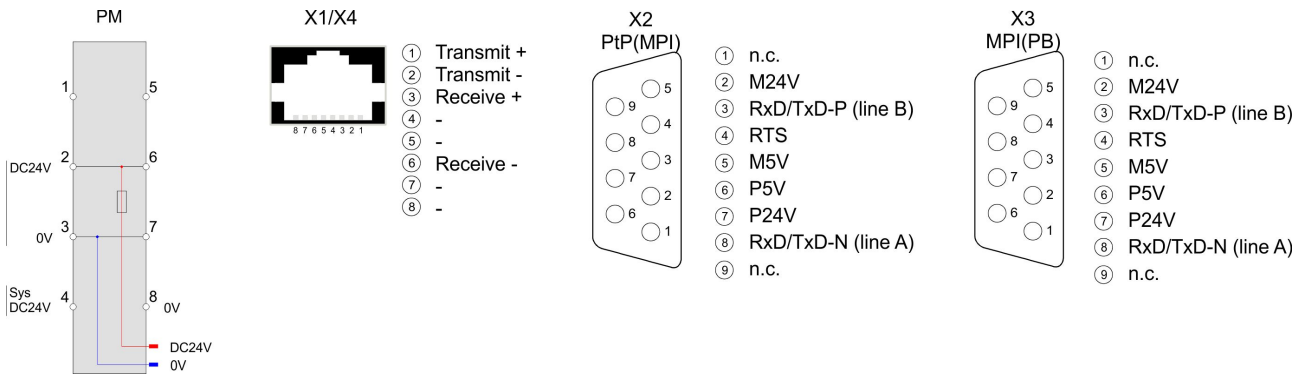 PM
1
5
2
6
DC24V
3
7
0V
Sys
DC24V
4
8
0V
DC24V
0V
X1/X4
8 7 6 5 4 3 2 1
1 Transmit +
2 Transmit -
3 Receive +
4 -
5 -
6 Receive -
7 -
8 -
X2
PtP(MPI)
5
9
4
8
3
7
2
6
1
1 n.c.
2 M24V
3 RxD/TxD-P (line B)
4 RTS
5 M5V
6 P5V
7 P24V
8 RxD/TxD-N (line A)
9 n.c.
X3
MPI(PB)
5
9
4
8
3
7
2
6
1
1 n.c.
2 M24V
3 RxD/TxD-P (line B)
4 RTS
5 M5V
6 P5V
7 P24V
8 RxD/TxD-N (line A)
9 n.c.